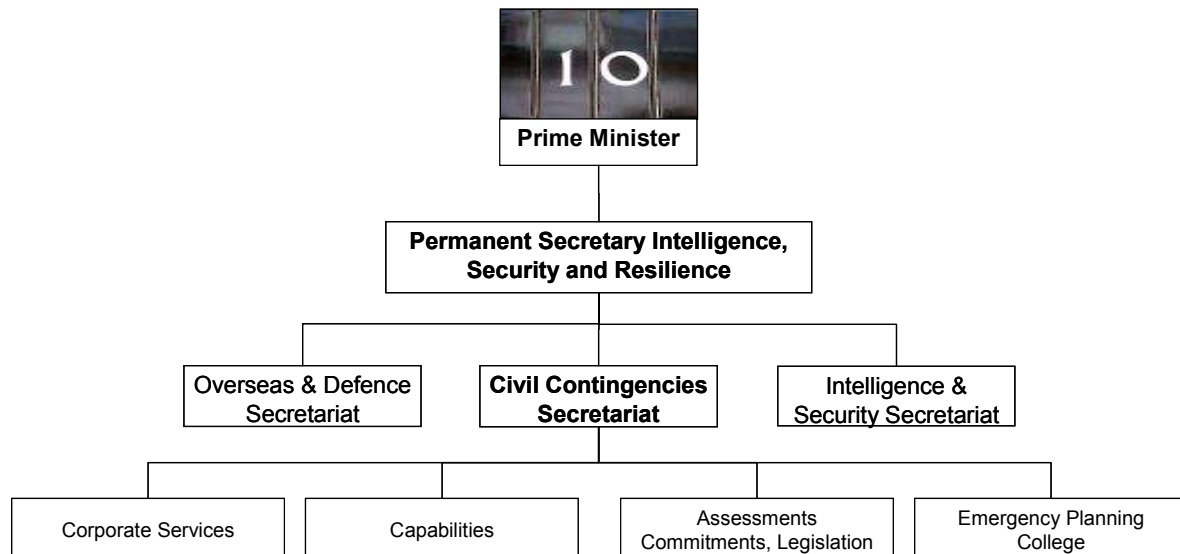 10
Prime Minister
Permanent Secretary Intelligence,
Security and Resilience
Overseas & Defence
Secretariat
Civil Contingencies
Secretariat
Intelligence &
Security Secretariat
Corporate Services
Capabilities
Assessments
Commitments, Legislation
Emergency Planning
College